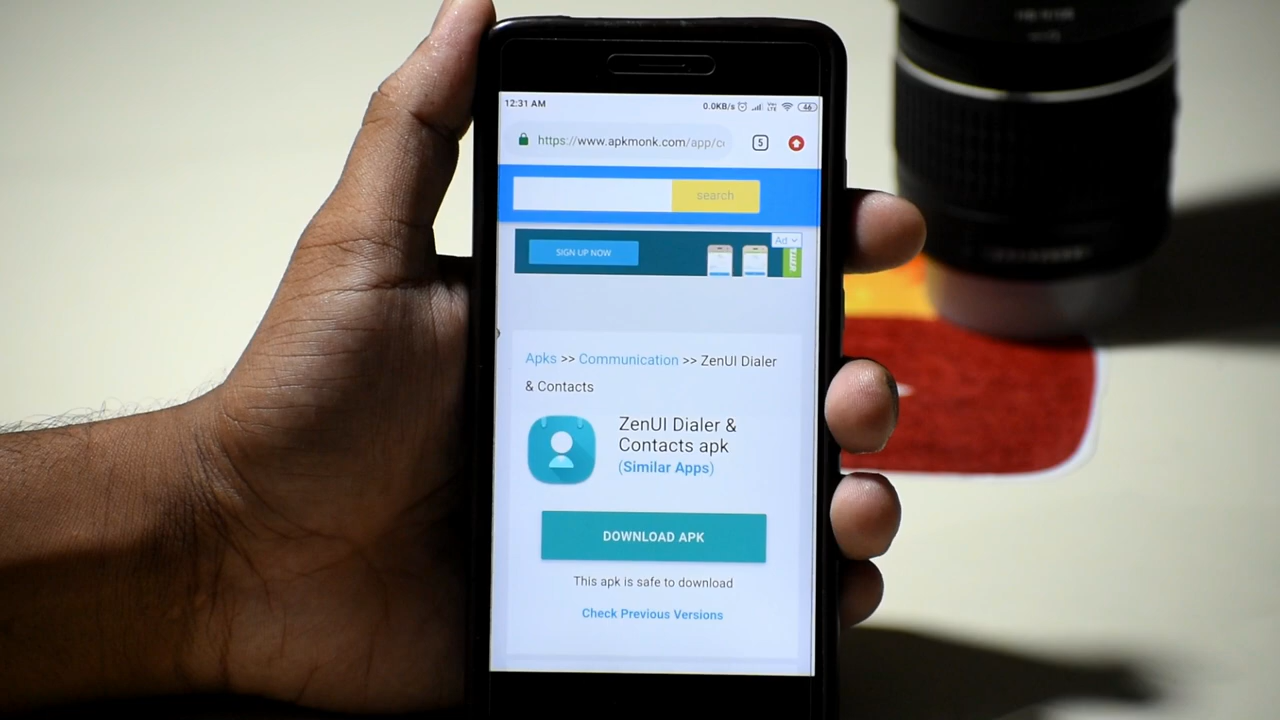 12:31 AM
0.0KB/s
VoLTE
46
https://www.apkmonk.com/app/c
5
search
SIGN UP NOW
Ad
Apks >> Communication >> ZenUI Dialer
& Contacts
ZenUI Dialer &
Contacts apk
(Similar Apps)
DOWNLOAD APK
This apk is safe to download
Check Previous Versions